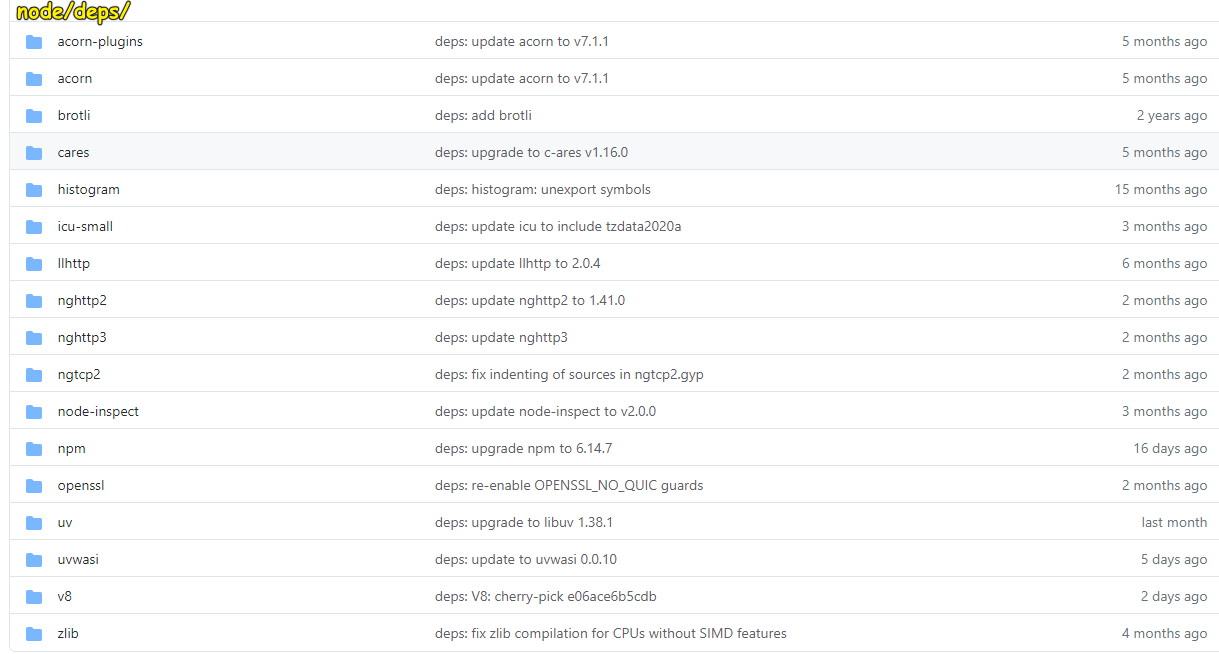 node/deps/
acorn-plugins deps: update acorn to v7.1.1 5 months ago
acorn deps: update acorn to v7.1.1 5 months ago
brotli deps: add brotli 2 years ago
cares deps: upgrade to c-ares v1.16.0 5 months ago
histogram deps: histogram: unexport symbols 15 months ago
icu-small deps: update icu to include tzdata2020a 3 months ago
llhttp deps: update llhttp to 2.0.4 6 months ago
nghttp2 deps: update nghttp2 to 1.41.0 2 months ago
nghttp3 deps: update nghttp3 2 months ago
ngtcp2 deps: fix indenting of sources in ngtcp2.gyp 2 months ago
node-inspect deps: update node-inspect to v2.0.0 3 months ago
npm deps: upgrade npm to 6.14.7 16 days ago
openssl deps: re-enable OPENSSL_NO_QUIC guards 2 months ago
uv deps: upgrade to libuv 1.38.1 last month
uvwasi deps: update to uvwasi 0.0.10 5 days ago
v8 deps: V8: cherry-pick e06ace6b5cdb 2 days ago
zlib deps: fix zlib compilation for CPUs without SIMD features 4 months ago